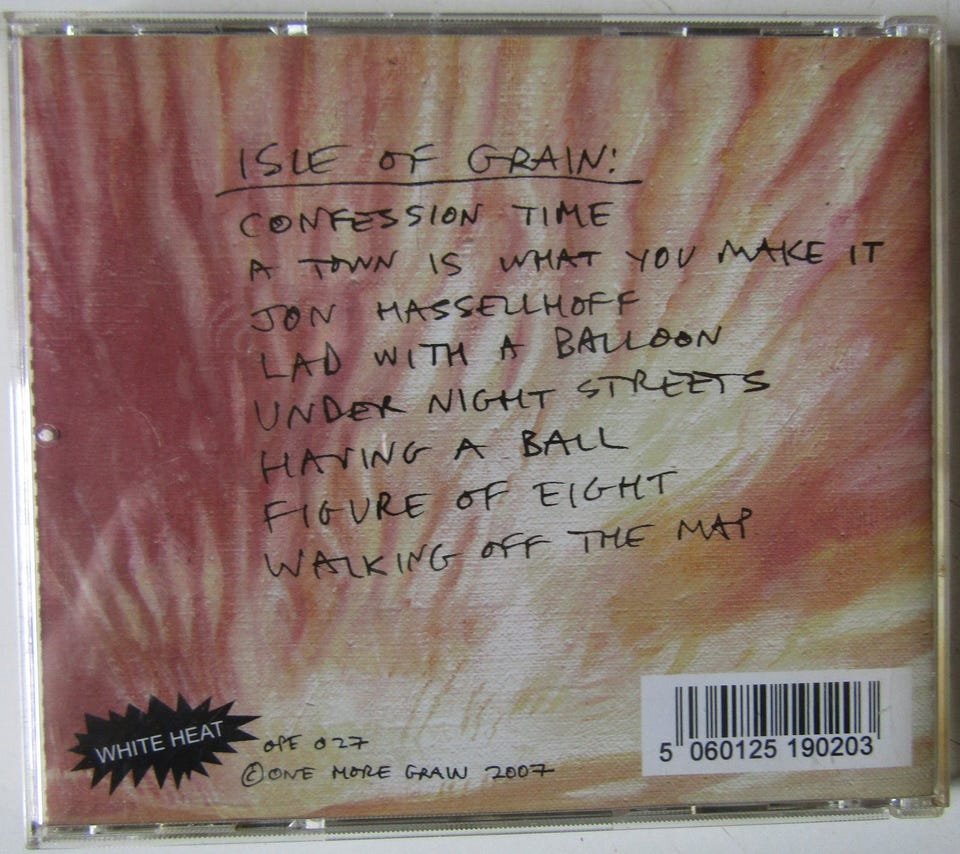 ISLE OF GRAIN:
CONFESSION TIME
A TOWN IS WHAT YOU MAKE IT
JON HASSELLHOFF
LAD WITH A BALLOON
UNDER NIGHT STREETS
HAVING A BALL
FIGURE OF EIGHT
WALKING OFF THE MAP
WHITE HEAT
OPE 027
© ONE MORE GRAIN 2007
5 060125 190203